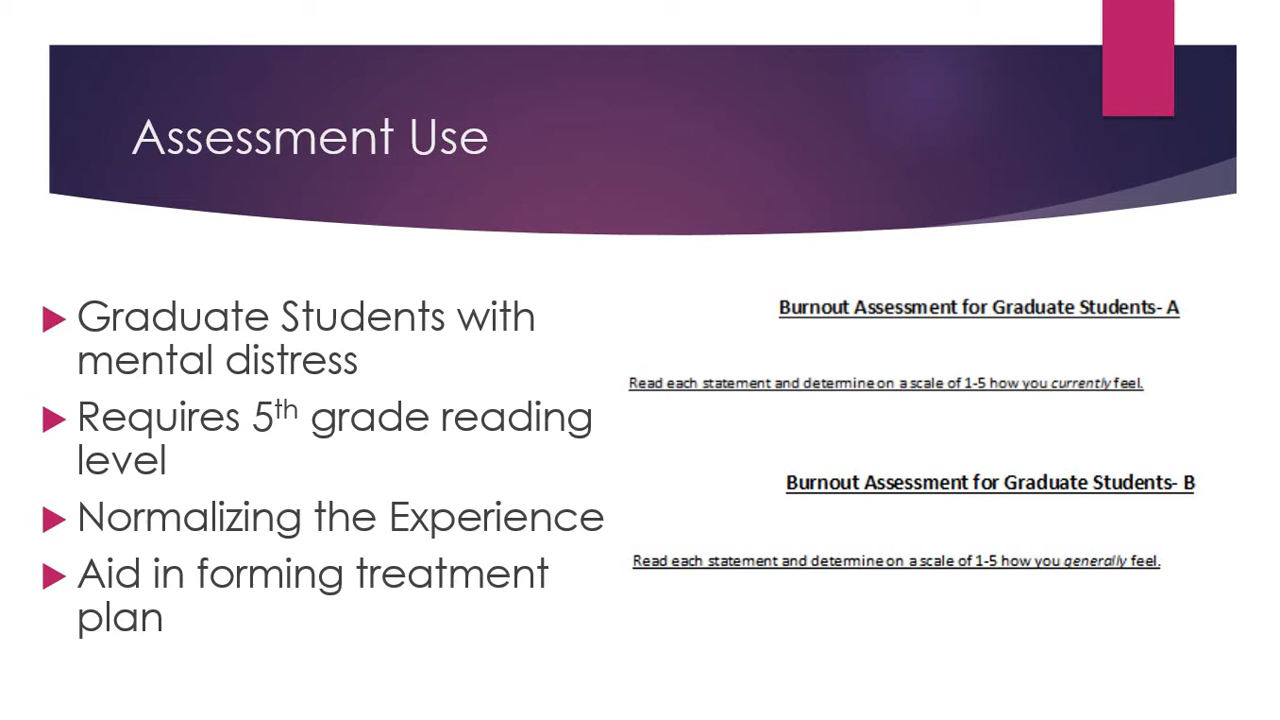 Assessment Use
Graduate Students with
mental distress
Requires 5th grade reading
level
Normalizing the Experience
Aid in forming treatment
plan
Burnout Assessment for Graduate Students- A
Read each statement and determine on a scale of 1-5 how you currently feel.
Burnout Assessment for Graduate Students- B
Read each statement and determine on a scale of 1-5 how you generally feel.